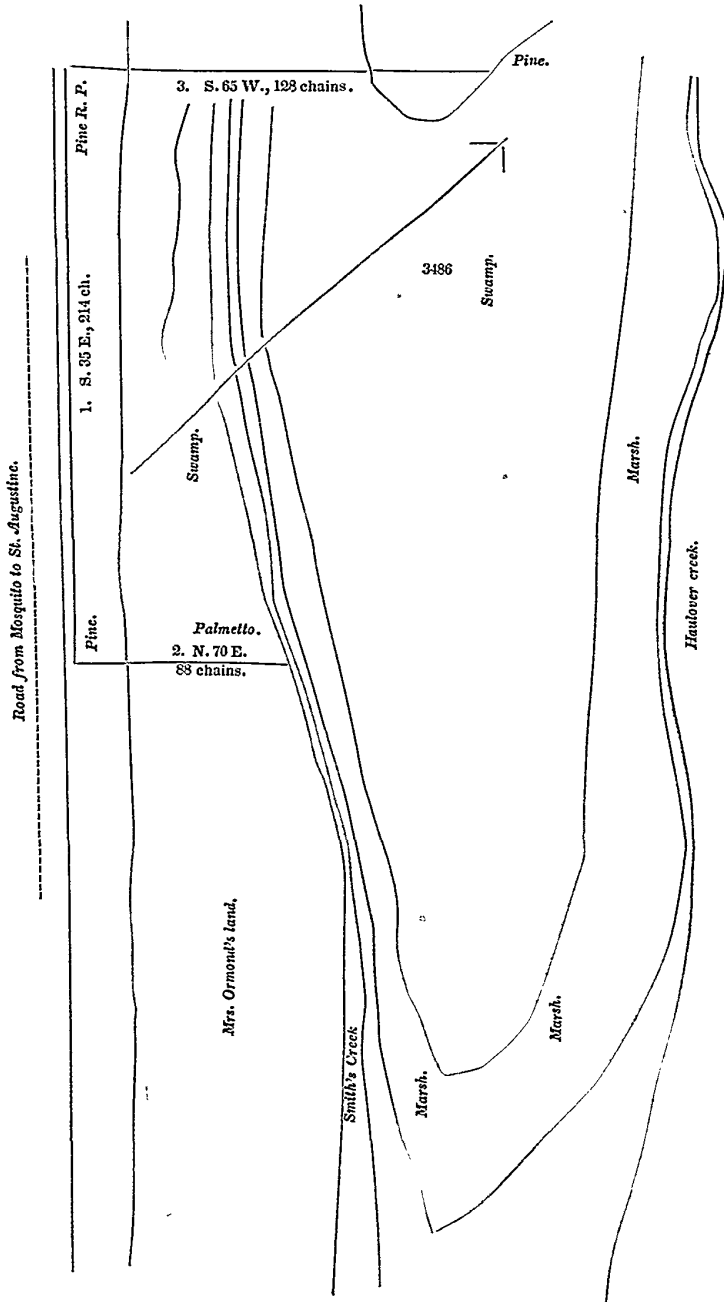 Pine.
3. S. 65 W., 128 chains.
Pine R. P.
3486
Swamp.
1. S. 35 E., 214 ch.
Road from Mosquito to St. Augustine.
Swamp.
Marsh.
Haulover creek.
Pine.
Palmetto.
2. N. 70 E.
88 chains.
Mrs. Ormond's land.
Smith's Creek
Marsh.
Marsh.